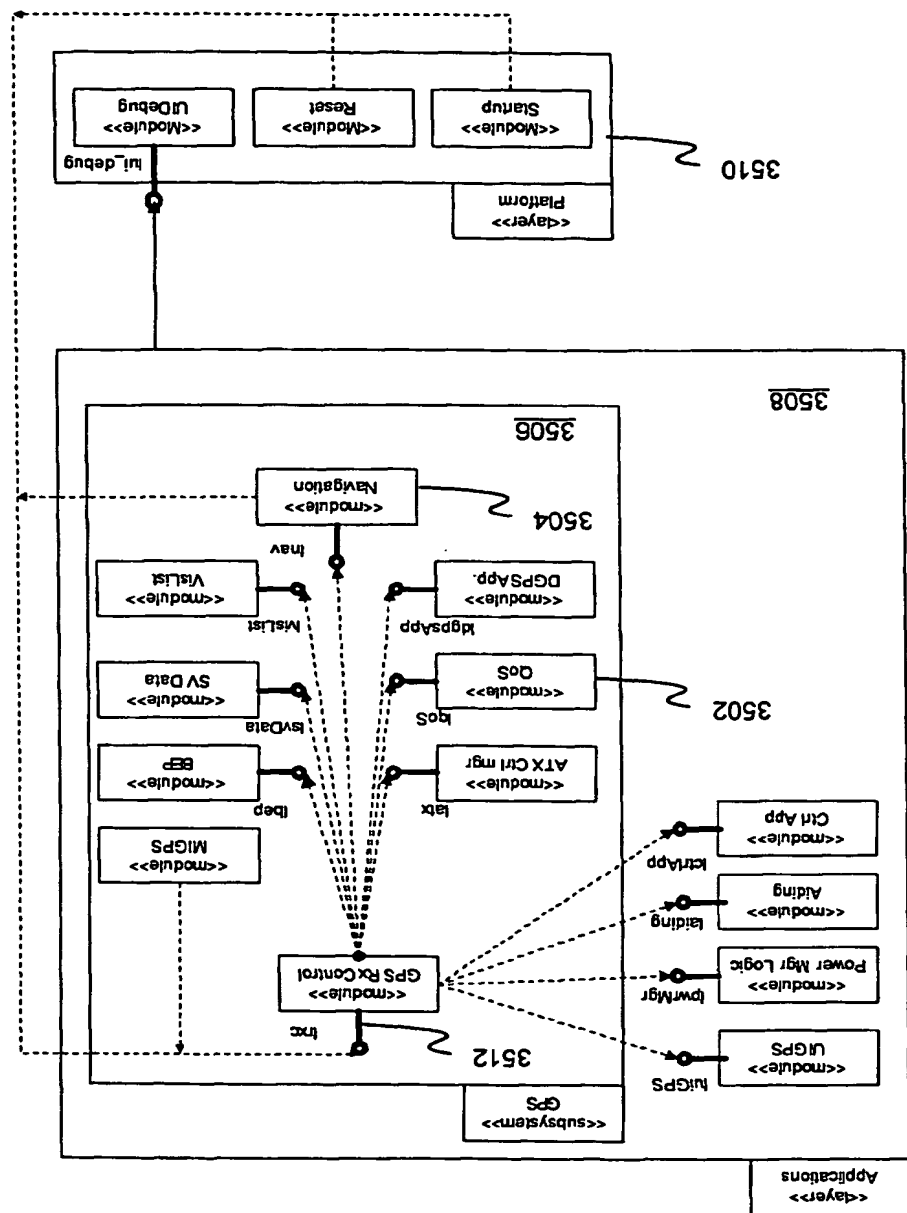 <<layer>>
Applications
<<subsystem>>
GPS
<<module>>
UIGPS
IuiGPS
3512
Irxc
<<module>>
GPS Rx Control
<<module>>
Power Mgr Logic
IpwrMgr
<<module>>
Aiding
Iaiding
<<module>>
Ctrl App
IctrlApp
<<module>>
MIGPS
<<module>>
ATX Ctrl mgr
Iatx
Ibep
<<module>>
BEP
3502
<<module>>
QoS
IqoS
IsvData
<<module>>
SV Data
<<module>>
DGPSApp.
IdgpsApp
IvisList
<<module>>
VisList
Inav
3504
<<module>>
Navigation
3506
3508
<<layer>>
Platform
3510
Iui_debug
<<Module>>
Startup
<<Module>>
Reset
<<Module>>
UIDebug